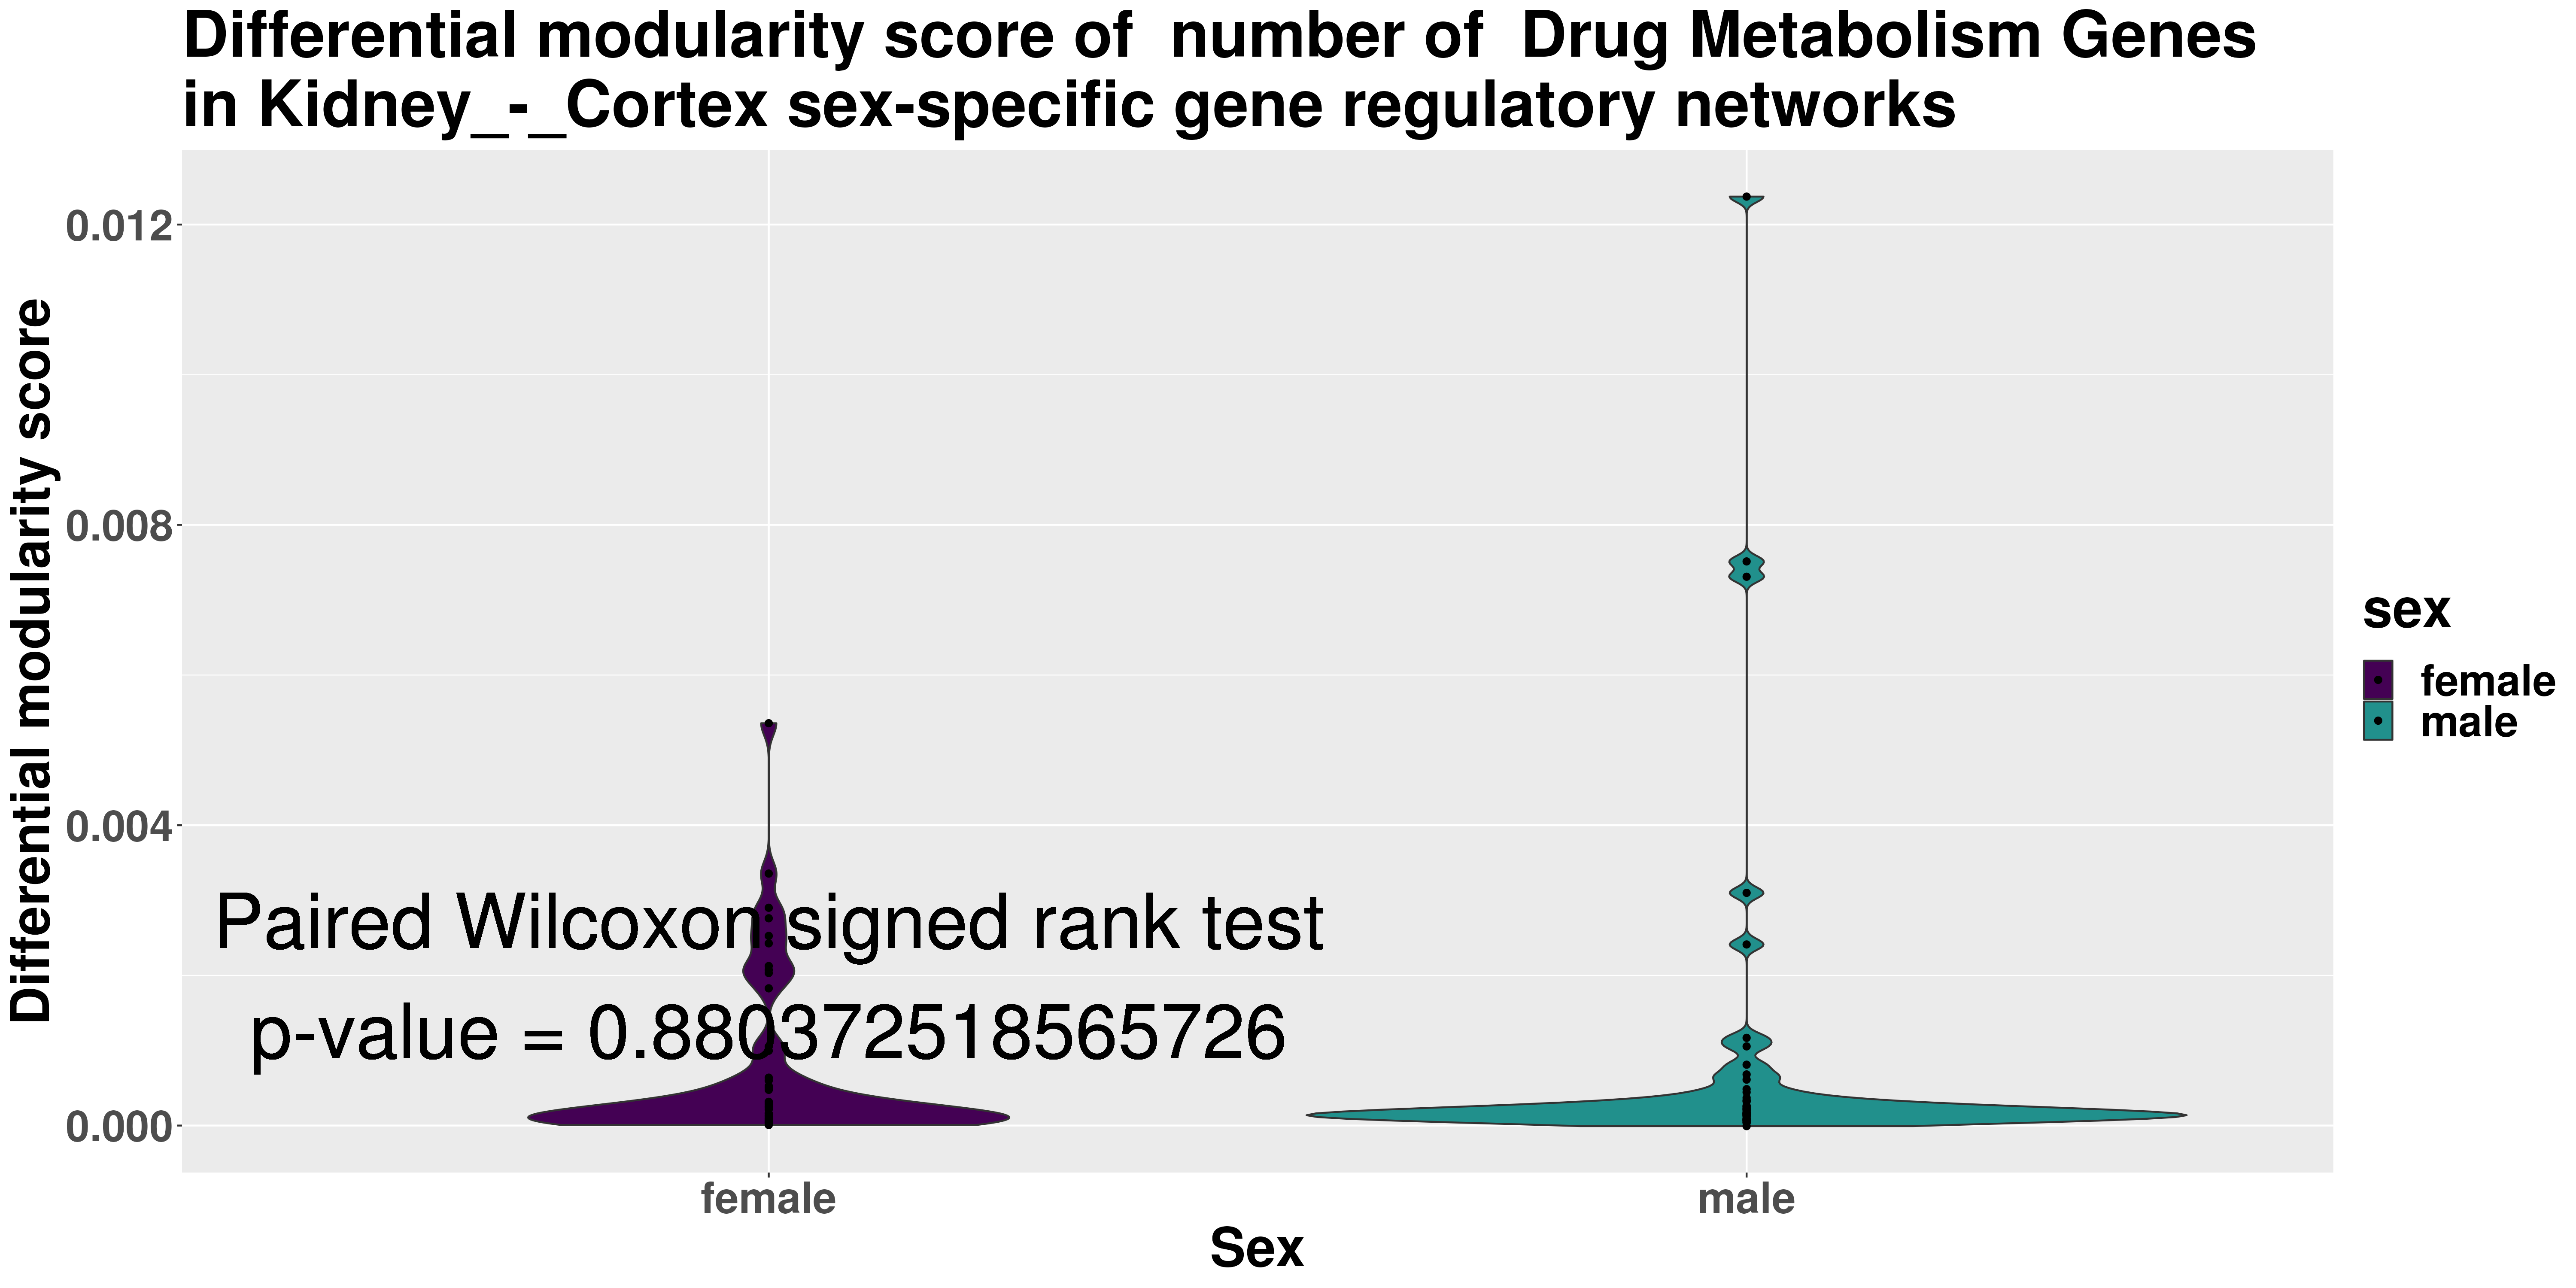 Differential modularity score of  number of  Drug Metabolism Genes
in Kidney_-_Cortex sex-specific gene regulatory networks
Differential modularity score
0.012
0.008
0.004
0.000
Paired Wilcoxon signed rank test
p-value = 0.880372518565726
female
male
Sex
sex
female
male